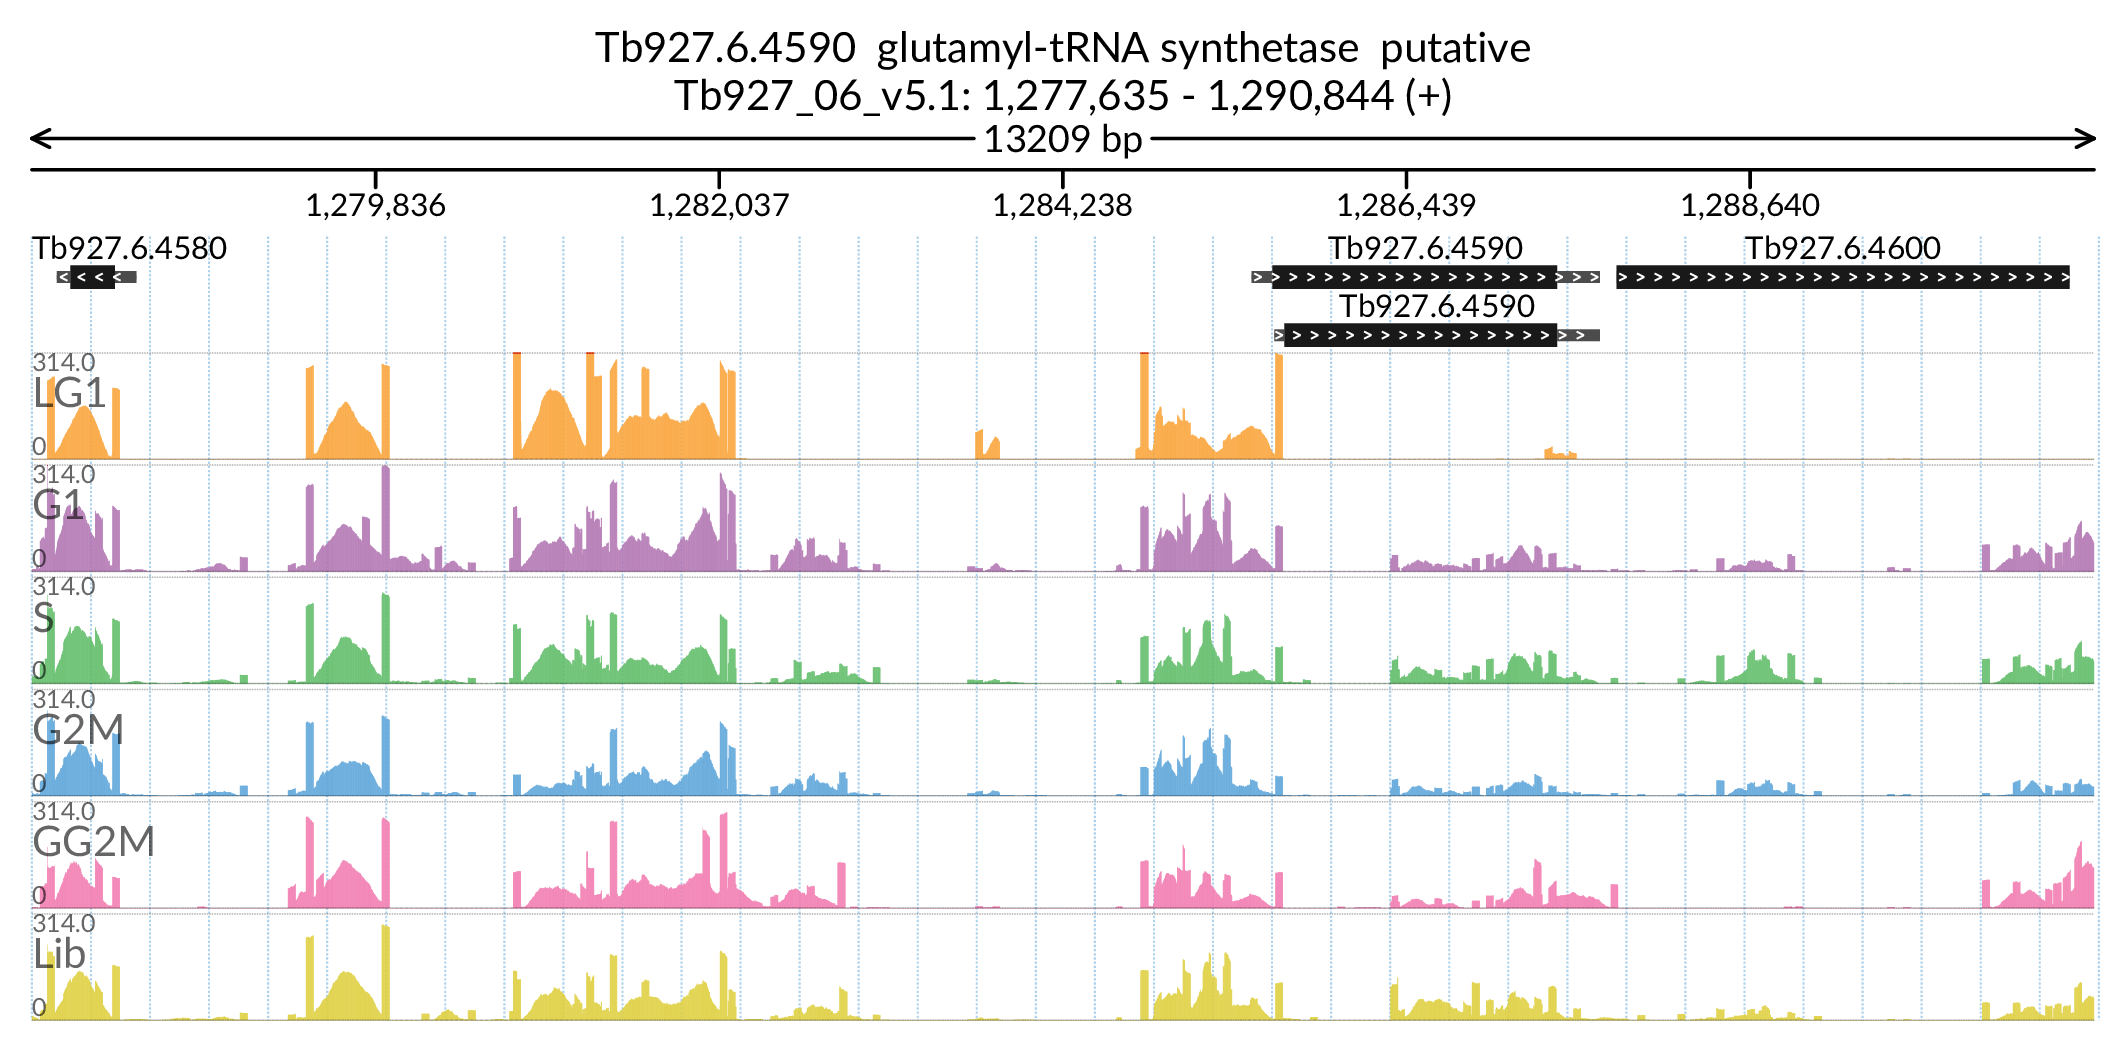 Tb927.6.4590 glutamyl-tRNA synthetase putative
Tb927_06_v5.1: 1,277,635 - 1,290,844 (+)
13209 bp
1,279,836 1,282,037 1,284,238 1,286,439 1,288,640
Tb927.6.4580 Tb927.6.4590 Tb927.6.4600
Tb927.6.4590
314.0
LG1
0
314.0
G1
0
314.0
S
0
314.0
G2M
0
314.0
GG2M
0
314.0
Lib
0